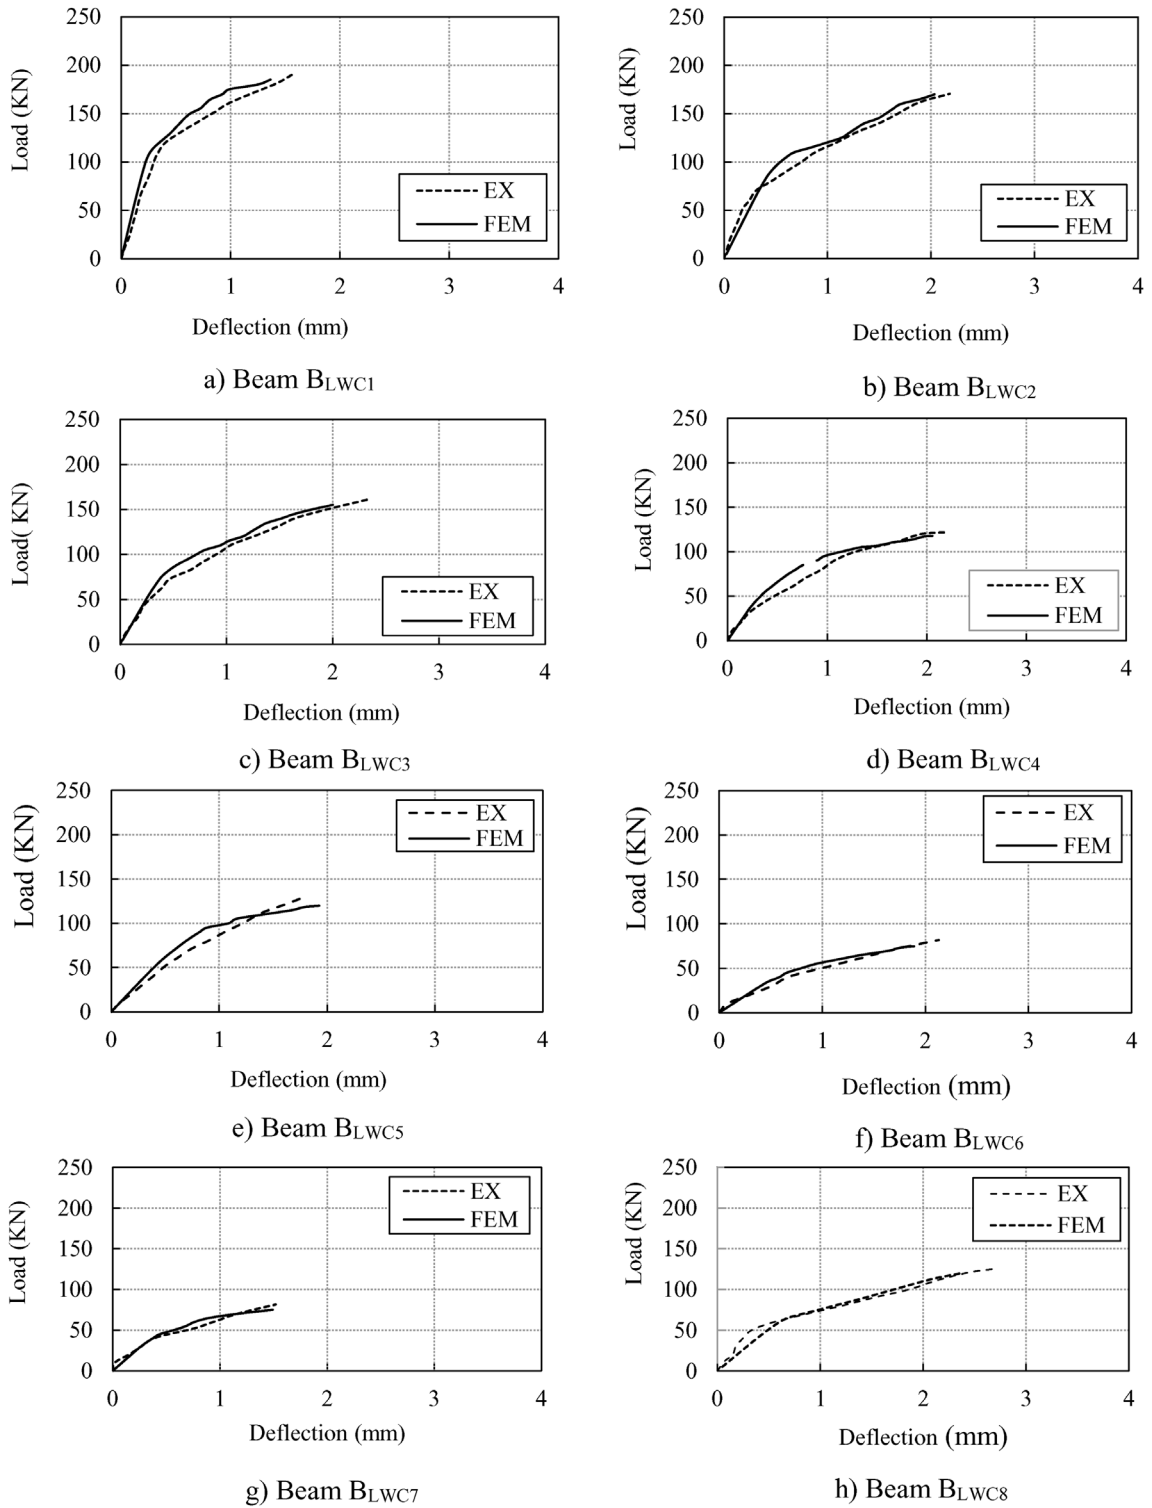 250
200
150
100
50
0
Load (KN)
EX
FEM
0 1 2 3 4
Deflection (mm)
a) Beam BLWC1
250
200
150
100
50
0
Load (KN)
EX
FEM
0 1 2 3 4
Deflection (mm)
b) Beam BLWC2
250
200
150
100
50
0
Load( KN)
EX
FEM
0 1 2 3 4
Deflection (mm)
c) Beam BLWC3
250
200
150
100
50
0
Load (KN)
EX
FEM
0 1 2 3 4
Deflection (mm)
d) Beam BLWC4
250
200
150
100
50
0
Load (KN)
EX
FEM
0 1 2 3 4
Deflection (mm)
e) Beam BLWC5
250
200
150
100
50
0
Load (KN)
EX
FEM
0 1 2 3 4
Deflection (mm)
f) Beam BLWC6
250
200
150
100
50
0
Load (KN)
EX
FEM
0 1 2 3 4
Deflection (mm)
g) Beam BLWC7
250
200
150
100
50
0
Load (KN)
EX
FEM
0 1 2 3 4
Deflection (mm)
h) Beam BLWC8